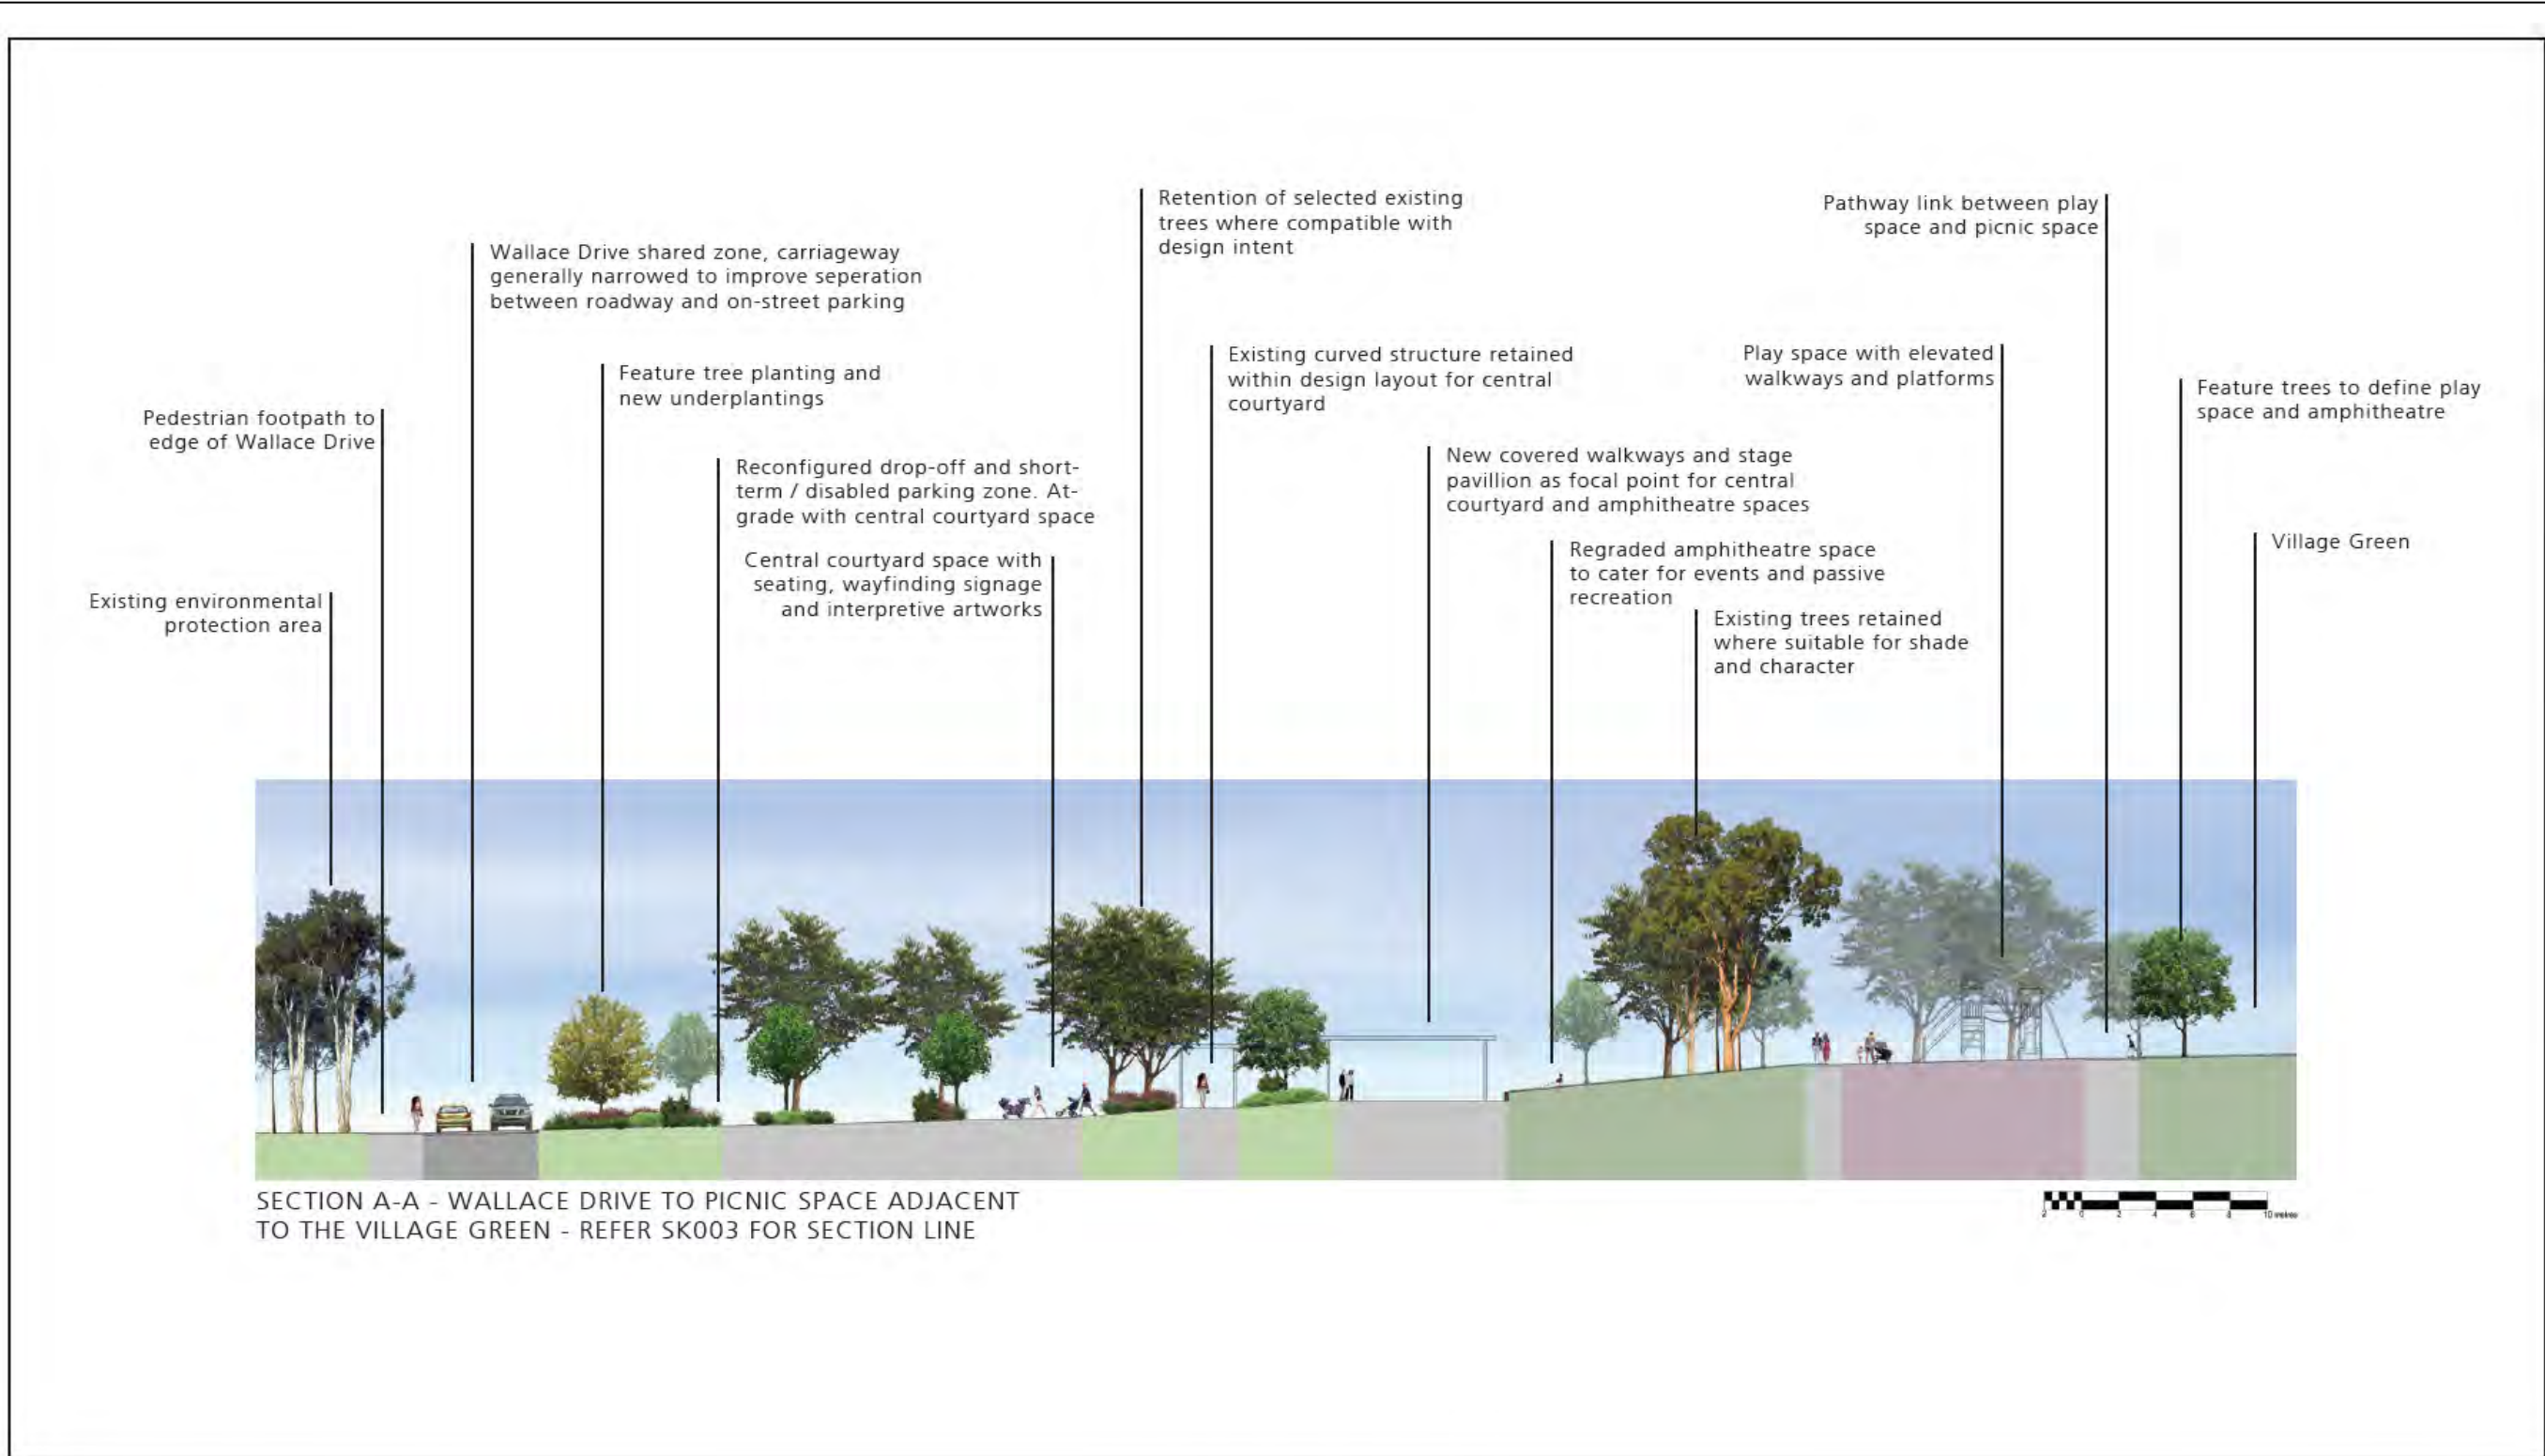 Retention of selected existing
trees where compatible with
design intent
Pathway link between play
space and picnic space
Wallace Drive shared zone, carriageway
generally narrowed to improve seperation
between roadway and on-street parking
Existing curved structure retained
within design layout for central
courtyard
Play space with elevated
walkways and platforms
Feature tree planting and
new underplantings
Feature trees to define play
space and amphitheatre
Pedestrian footpath to
edge of Wallace Drive
New covered walkways and stage
pavillion as focal point for central
courtyard and amphitheatre spaces
Reconfigured drop-off and short-
term / disabled parking zone. At-
grade with central courtyard space
Village Green
Regraded amphitheatre space
to cater for events and passive
recreation
Central courtyard space with
seating, wayfinding signage
and interpretive artworks
Existing environmental
protection area
Existing trees retained
where suitable for shade
and character
SECTION A-A - WALLACE DRIVE TO PICNIC SPACE ADJACENT
TO THE VILLAGE GREEN - REFER SK003 FOR SECTION LINE
2 0 2 4 6 8 10 metres